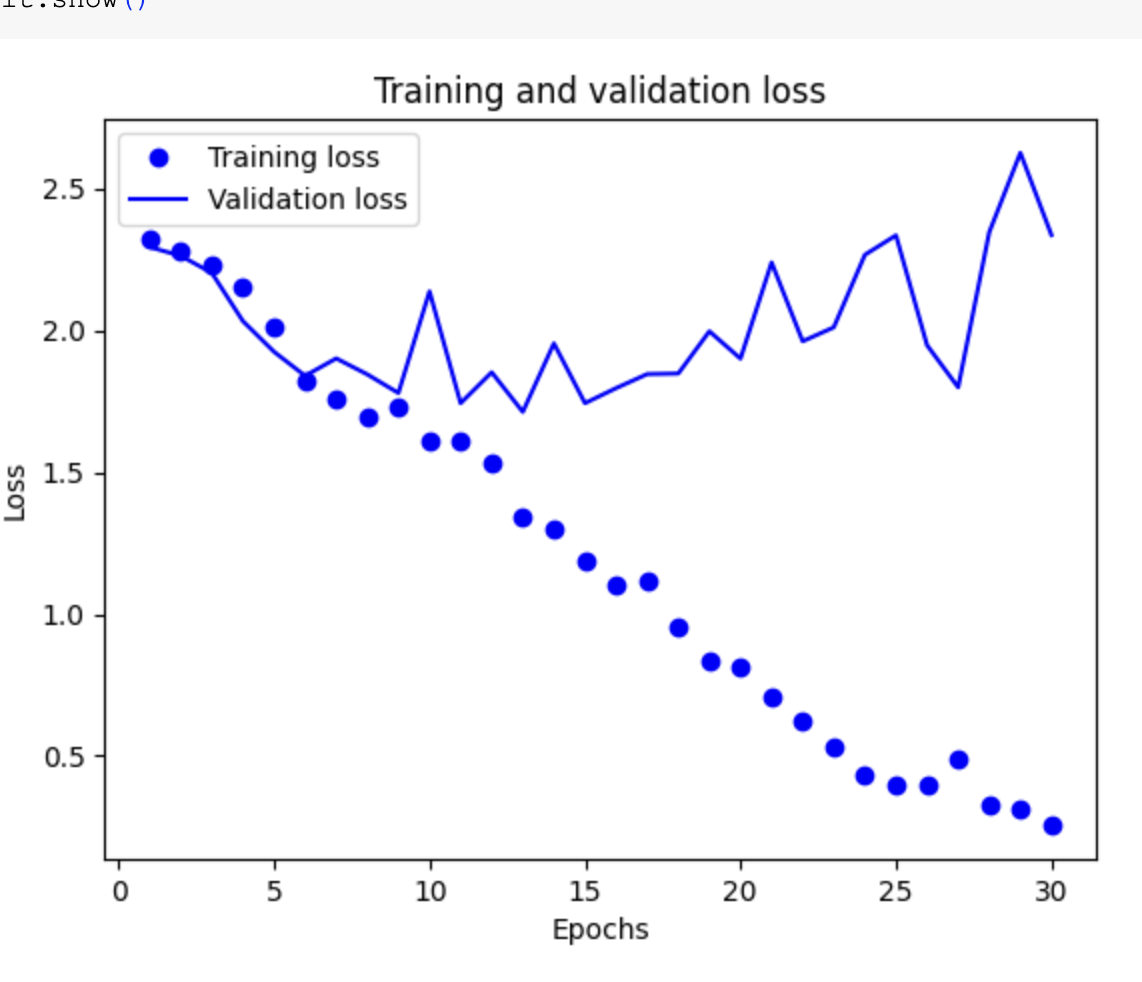 Training and validation loss
Training loss
Validation loss
2.5
2.0
1.5
1.0
0.5
Loss
0 5 10 15 20 25 30
Epochs